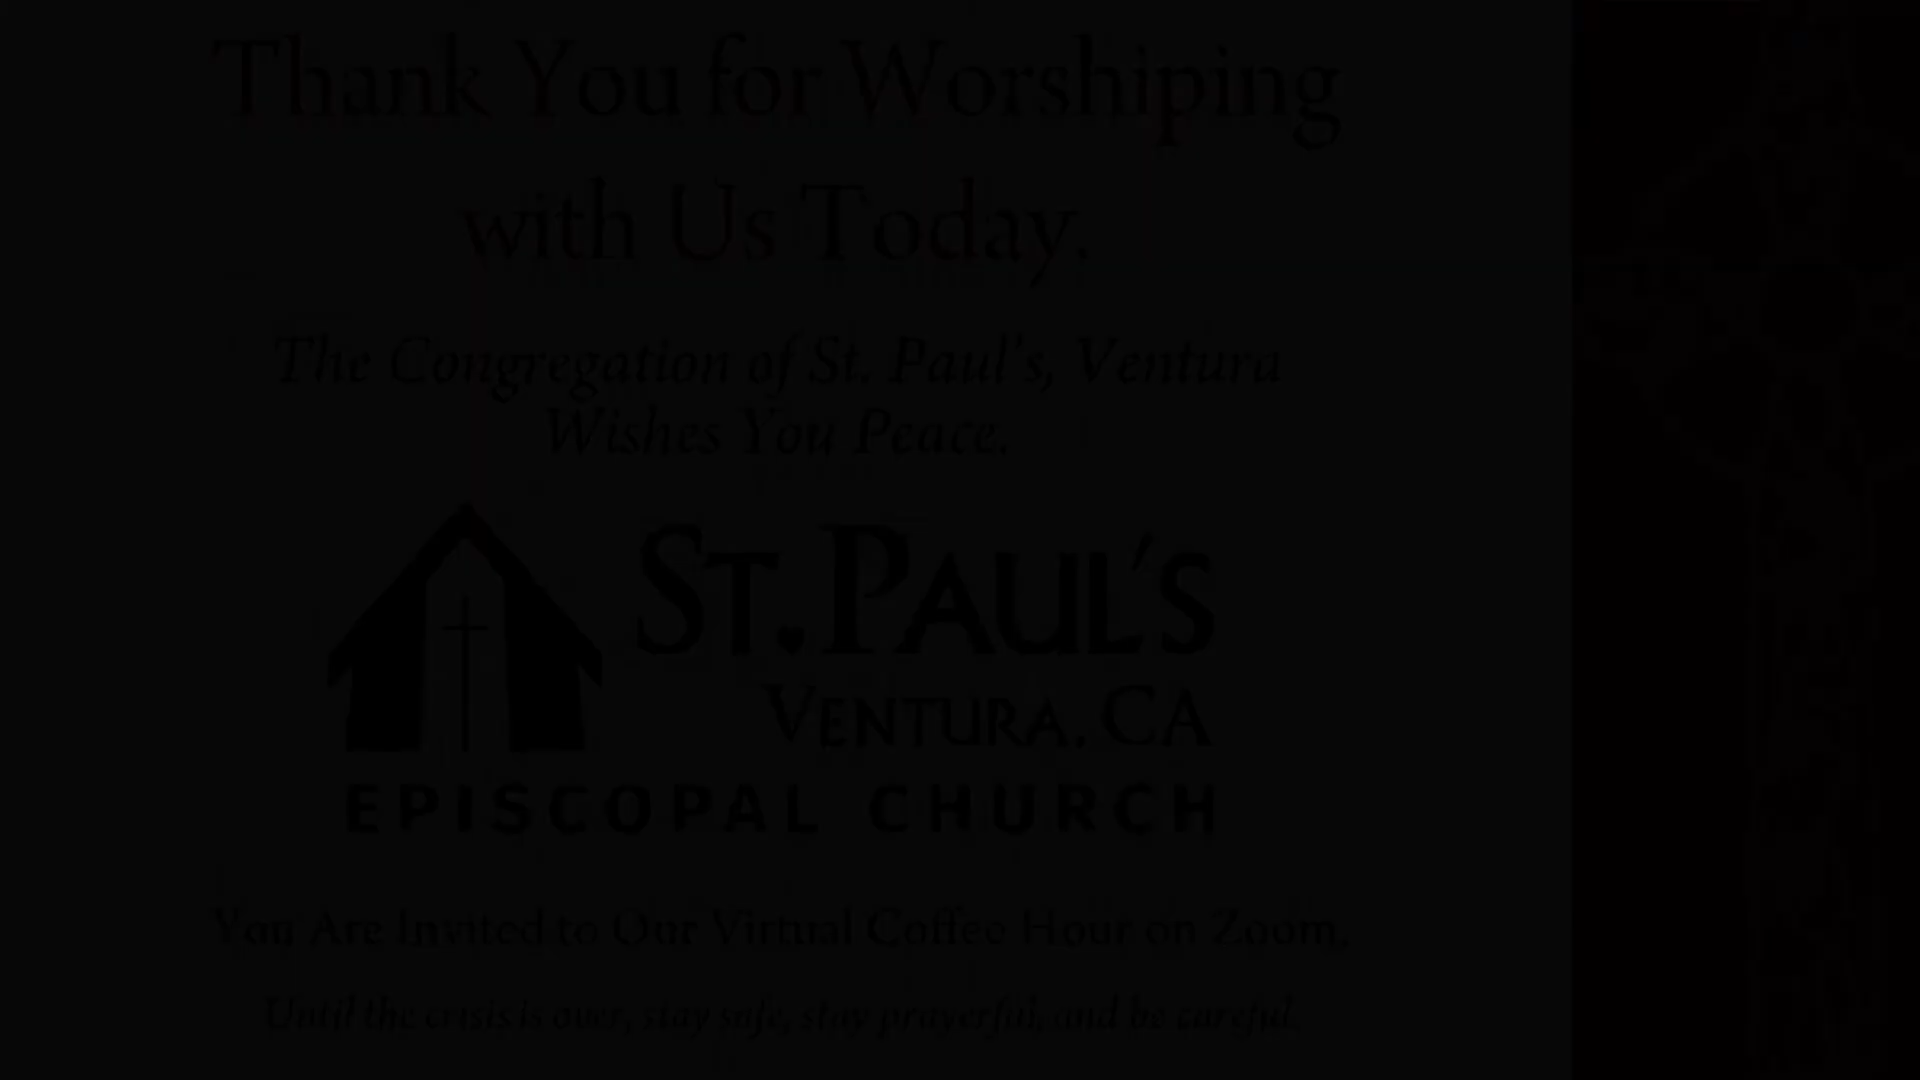 Thank You for Worshiping
with Us Today.
The Congregation of St. Paul's, Ventura
Wishes You Peace.
ST. PAUL'S
VENTURA, CA
EPISCOPAL CHURCH
You Are Invited to Our Virtual Coffee Hour on Zoom.
Until the crisis is over, stay safe, stay prayerful, and be careful.